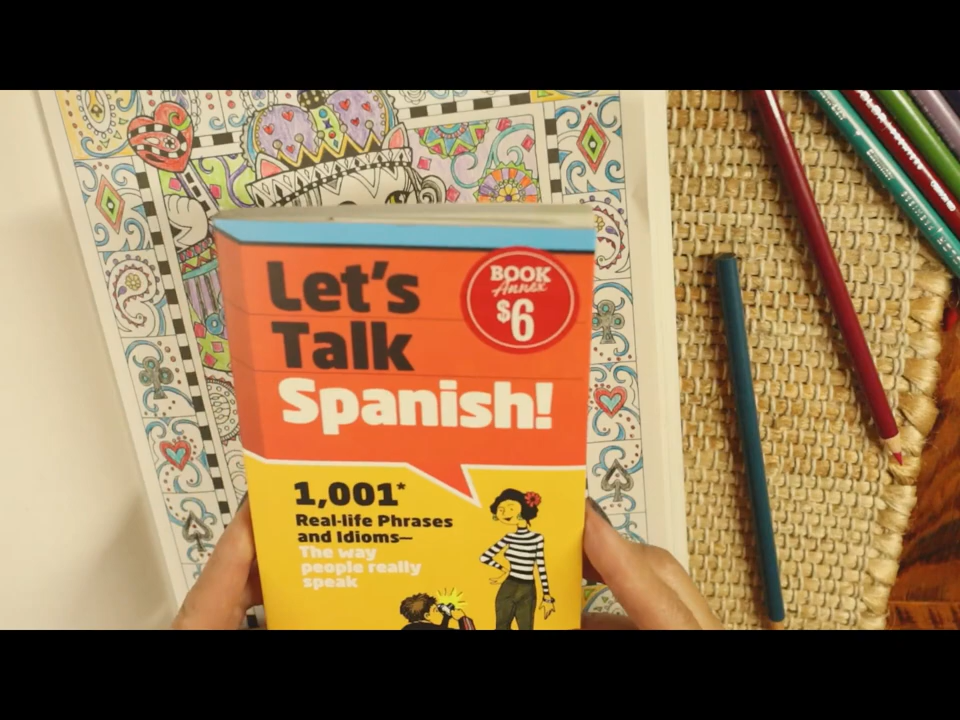 Let's
Talk
Spanish!
BOOK
Annex
$6
1,001*
Real-life Phrases
and Idioms—
The way
people really
speak